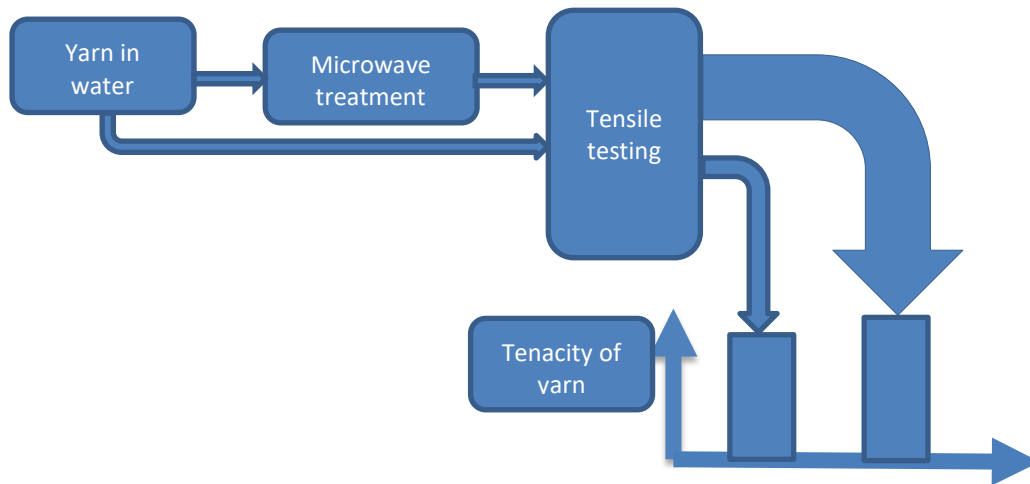 Yarn in
water
Microwave
treatment
Tensile
testing
Tenacity of
varn